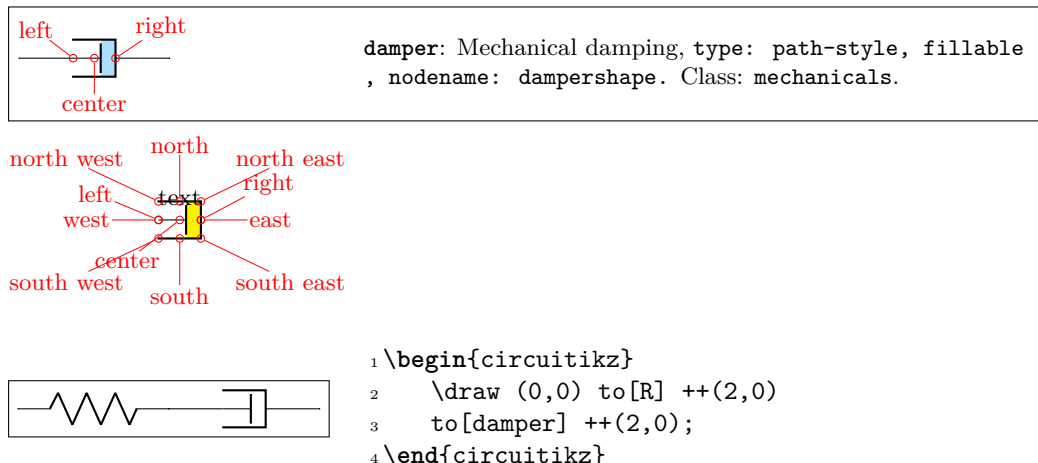 left
right
center
damper: Mechanical damping, type: path-style, fillable
, nodename: dampershape. Class: mechanicals.
north west
north
north east
text
left
right
west
east
center
south west
south
south east
1 \begin{circuitikz}
2 \draw (0,0) to[R] ++(2,0)
3 to[damper] ++(2,0);
4 \end{circuitikz}